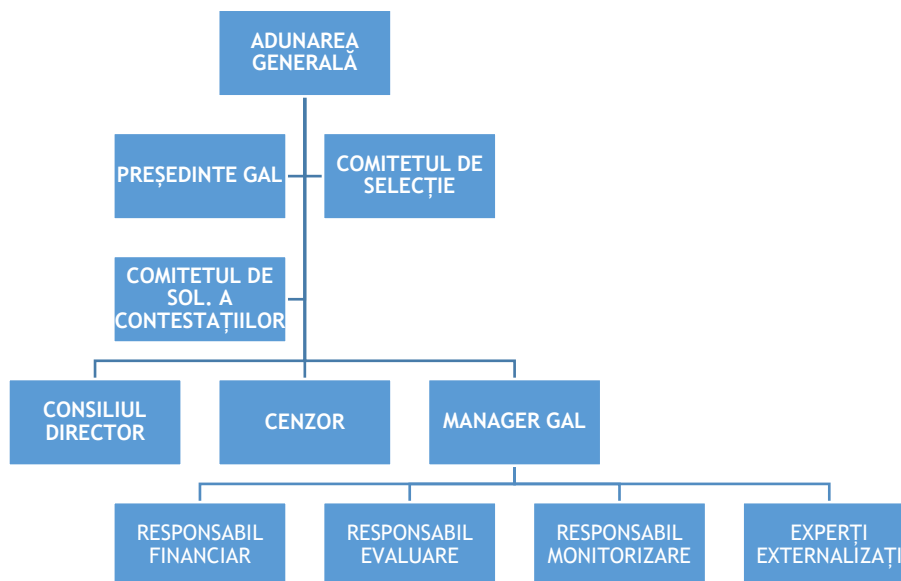 ADUNAREA
GENERALĂ
PREȘEDINTE GAL
COMITETUL DE
SELECȚIE
COMITETUL DE
SOL. A
CONTESTAȚIILOR
CONSILIUL
DIRECTOR
CENZOR
MANAGER GAL
RESPONSABIL
FINANCIAR
RESPONSABIL
EVALUARE
RESPONSABIL
MONITORIZARE
EXPERȚI
EXTERNALIZAȚI